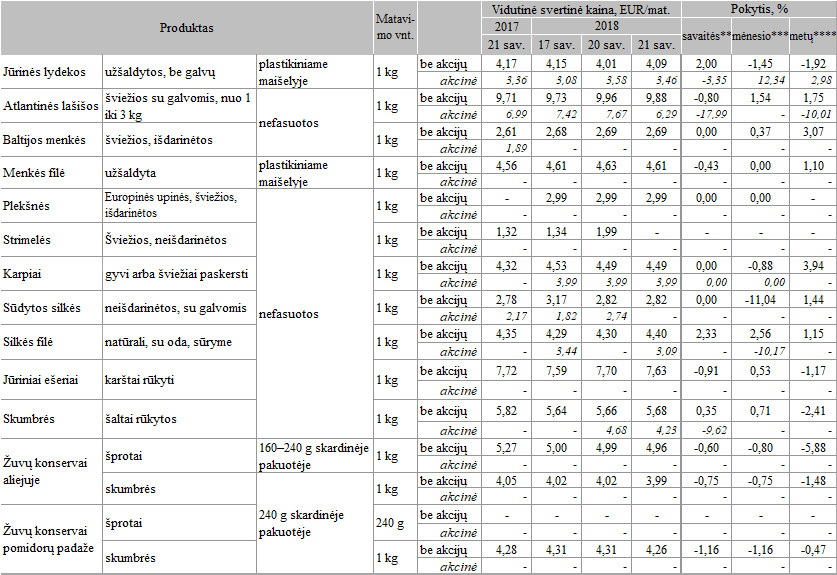 Produktas Matavi-mo vnt. Vidutinė svertinė kaina, EUR/mat. Pokytis, %
2017 2018 savaitės** mėnesio*** metų****
21 sav. 17 sav. 20 sav. 21 sav.
Jūrinės lydekos užšaldytos, be galvų plastikiniame maišelyje 1 kg be akcijų 4,17 4,15 4,01 4,09 2,00 -1,45 -1,92
akcinė 3,36 3,08 3,58 3,46 -3,35 12,34 2,98
Atlantinės lašišos šviežios su galvomis, nuo 1 iki 3 kg nefasuotos 1 kg be akcijų 9,71 9,73 9,96 9,88 -0,80 1,54 1,75
akcinė 6,99 7,42 7,67 6,29 -17,99 - -10,01
Baltijos menkės šviežios, išdarinėtos 1 kg be akcijų 2,61 2,68 2,69 2,69 0,00 0,37 3,07
akcinė 1,89 - - - - - -
Menkės filė užšaldyta plastikiniame maišelyje 1 kg be akcijų 4,56 4,61 4,63 4,61 -0,43 0,00 1,10
akcinė - - - - - - -
Plekšnės Europinės upinės, šviežios, išdarinėtos nefasuotos 1 kg be akcijų - 2,99 2,99 2,99 0,00 0,00 -
akcinė - - - - - - -
Strimelės Šviežios, neišdarinėtos 1 kg be akcijų 1,32 1,34 1,99 - - - -
akcinė - - - - - - -
Karpiai gyvi arba šviežiai paskersti 1 kg be akcijų 4,32 4,53 4,49 4,49 0,00 -0,88 3,94
akcinė - 3,99 3,99 3,99 0,00 0,00 -
Sūdytos silkės neišdarinėtos, su galvomis 1 kg be akcijų 2,78 3,17 2,82 2,82 0,00 -11,04 1,44
akcinė 2,17 1,82 2,74 - - - -
Silkės filė natūrali, su oda, sūryme 1 kg be akcijų 4,35 4,29 4,30 4,40 2,33 2,56 1,15
akcinė - 3,44 - 3,09 - -10,17 -
Jūriniai ešeriai karštai rūkyti 1 kg be akcijų 7,72 7,59 7,70 7,63 -0,91 0,53 -1,17
akcinė - - - - - - -
Skumbrės šaltai rūkytos 1 kg be akcijų 5,82 5,64 5,66 5,68 0,35 0,71 -2,41
akcinė - - 4,68 4,23 -9,62 - -
Žuvų konservai aliejuje šprotai 160–240 g skardinėje pakuotėje 1 kg be akcijų 5,27 5,00 4,99 4,96 -0,60 -0,80 -5,88
akcinė - - - - - - -
skumbrės 240 g skardinėje pakuotėje 1 kg be akcijų 4,05 4,02 4,02 3,99 -0,75 -0,75 -1,48
akcinė - - - - - - -
Žuvų konservai pomidorų padaže šprotai 240 g be akcijų - - - - - - -
akcinė - - - - - - -
skumbrės 1 kg be akcijų 4,28 4,31 4,31 4,26 -1,16 -1,16 -0,47
akcinė - - - - - - -